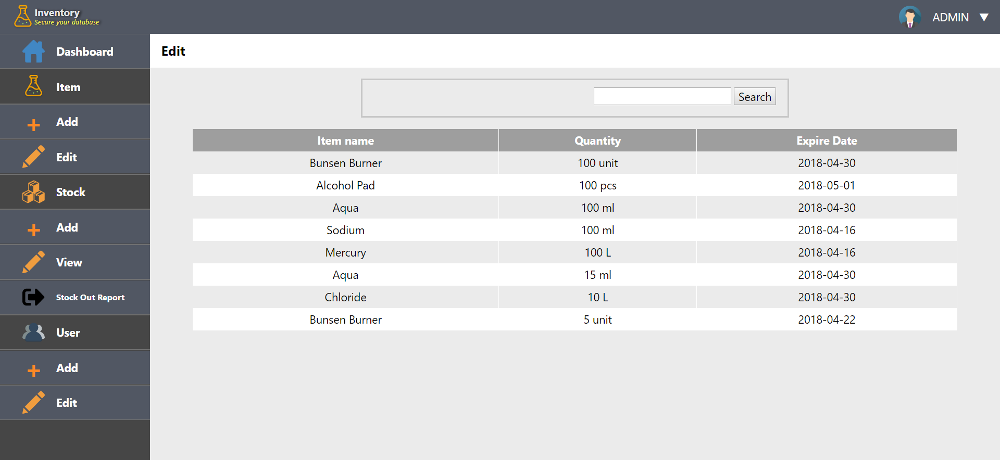 Inventory
Secure your database
ADMIN ▼
Dashboard
Item
Add
Edit
Stock
Add
View
Stock Out Report
User
Add
Edit
Edit
Search
Item name Quantity Expire Date
Bunsen Burner 100 unit 2018-04-30
Alcohol Pad 100 pcs 2018-05-01
Aqua 100 ml 2018-04-30
Sodium 100 ml 2018-04-16
Mercury 100 L 2018-04-16
Aqua 15 ml 2018-04-30
Chloride 10 L 2018-04-30
Bunsen Burner 5 unit 2018-04-22